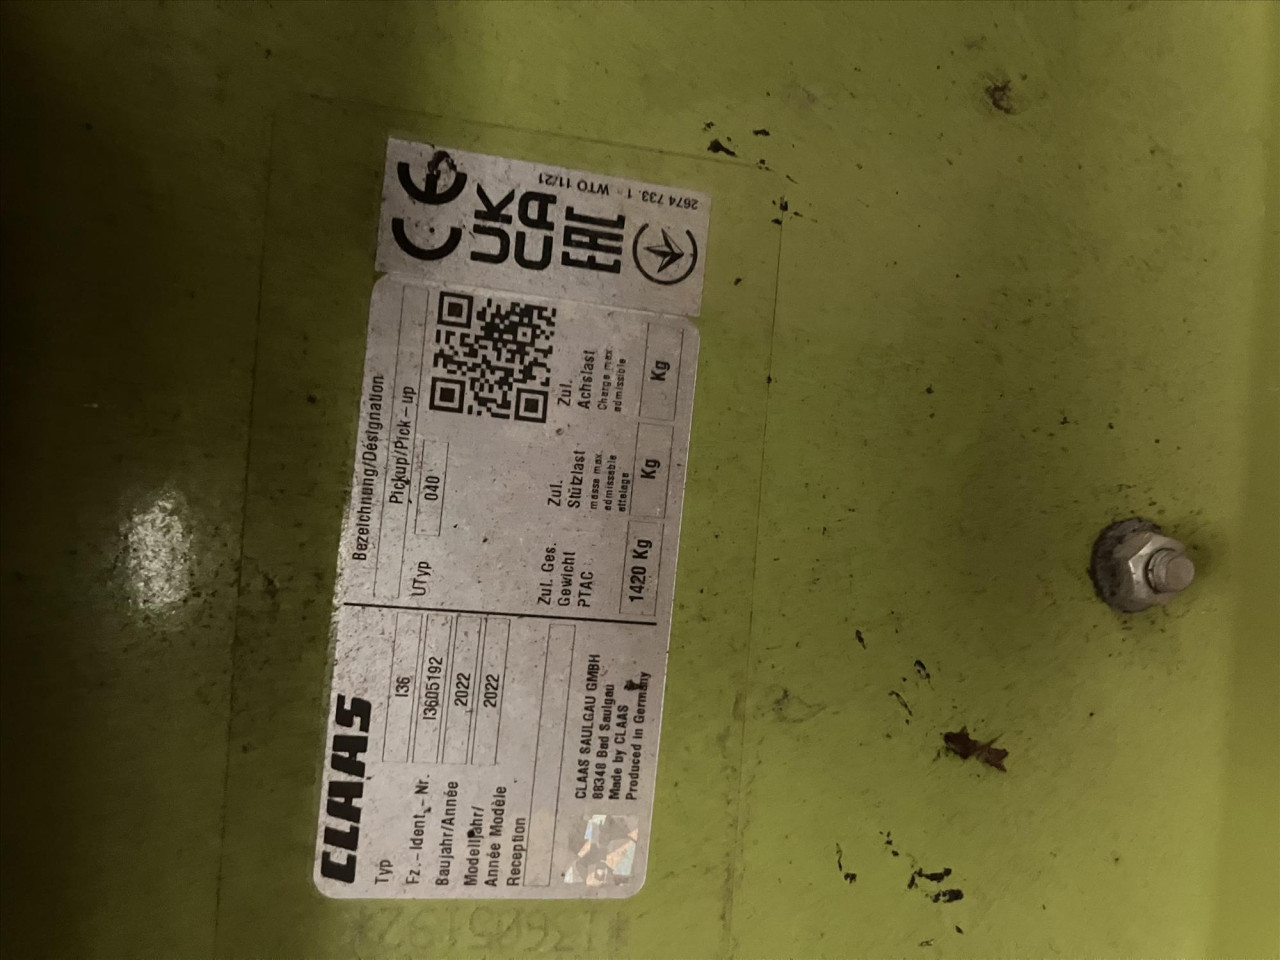 CLAAS
Typ I36
Fz.-Ident.-Nr. I3605192
Baujahr/Année 2022
Modelljahr/
Année Modèle 2022
Reception
CLAAS SAULGAU GMBH
88348 Bad Saulgau
Made by CLAAS
Produced in Germany
Bezeichnung/Désignation
Pickup/Pick-up
UTyp 040
Zul. Ges.
Gewicht
PTAC
1420 Kg
Zul.
Stützlast
masse max.
admissable
attelage
Kg
Zul.
Achslast
Charge max.
admissible
Kg
CE
UK
CA
EAC
2674 733. 1 - WTO 11/21
*I3605192*